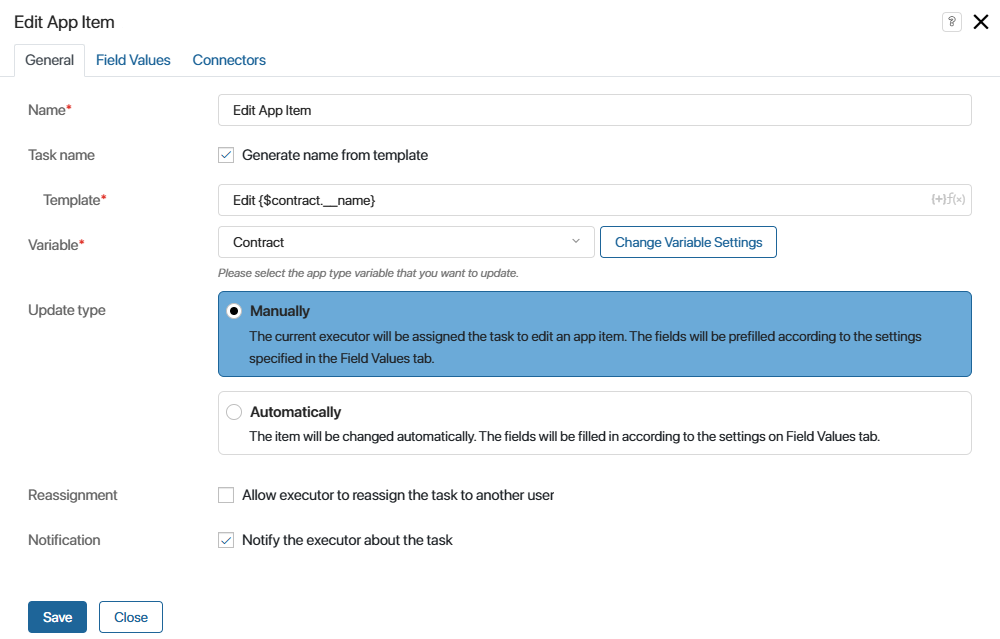 Edit App Item
?
General Field Values Connectors
Name* Edit App Item
Task name Generate name from template
Template* Edit {$contract.__name} {+}ƒ(×)
Variable* Contract Change Variable Settings
Please select the app type variable that you want to update.
Update type Manually
The current executor will be assigned the task to edit an app item. The fields will be prefilled according to the settings
specified in the Field Values tab.
Automatically
The item will be changed automatically. The fields will be filled in according to the settings on Field Values tab.
Reassignment Allow executor to reassign the task to another user
Notification Notify the executor about the task
Save Close